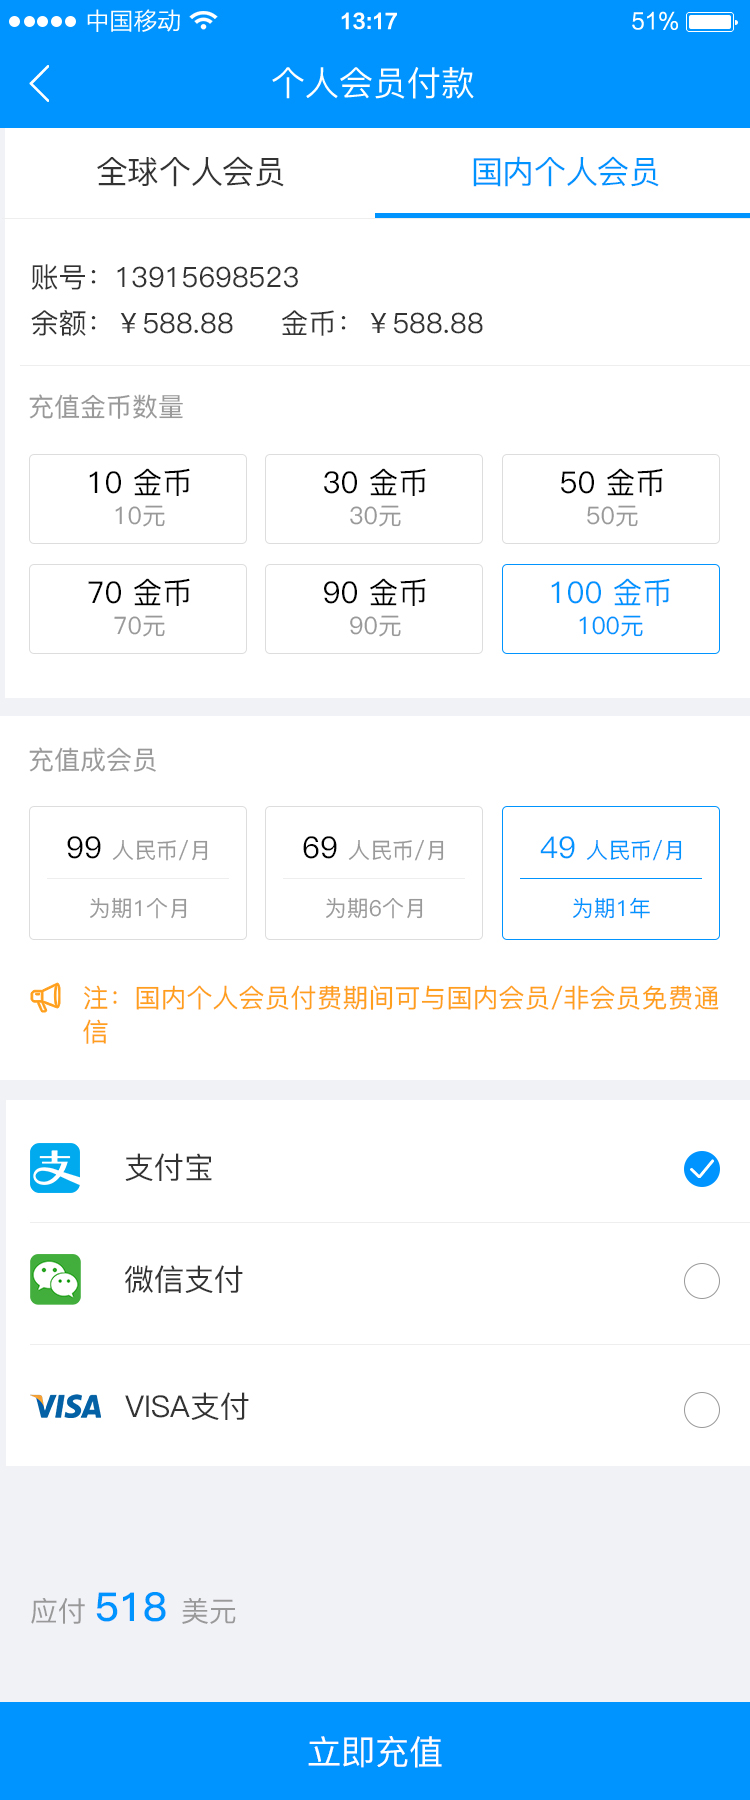 中国移动 13:17 51%
个人会员付款
全球个人会员 国内个人会员
账号：13915698523
余额：￥588.88 金币：￥588.88
充值金币数量
10 金币 30 金币 50 金币
10元 30元 50元
70 金币 90 金币 100 金币
70元 90元 100元
充值成会员
99 人民币/月 69 人民币/月 49 人民币/月
为期1个月 为期6个月 为期1年
注：国内个人会员付费期间可与国内会员/非会员免费通
信
支 支付宝
微信支付
VISA VISA支付
应付 518 美元
立即充值